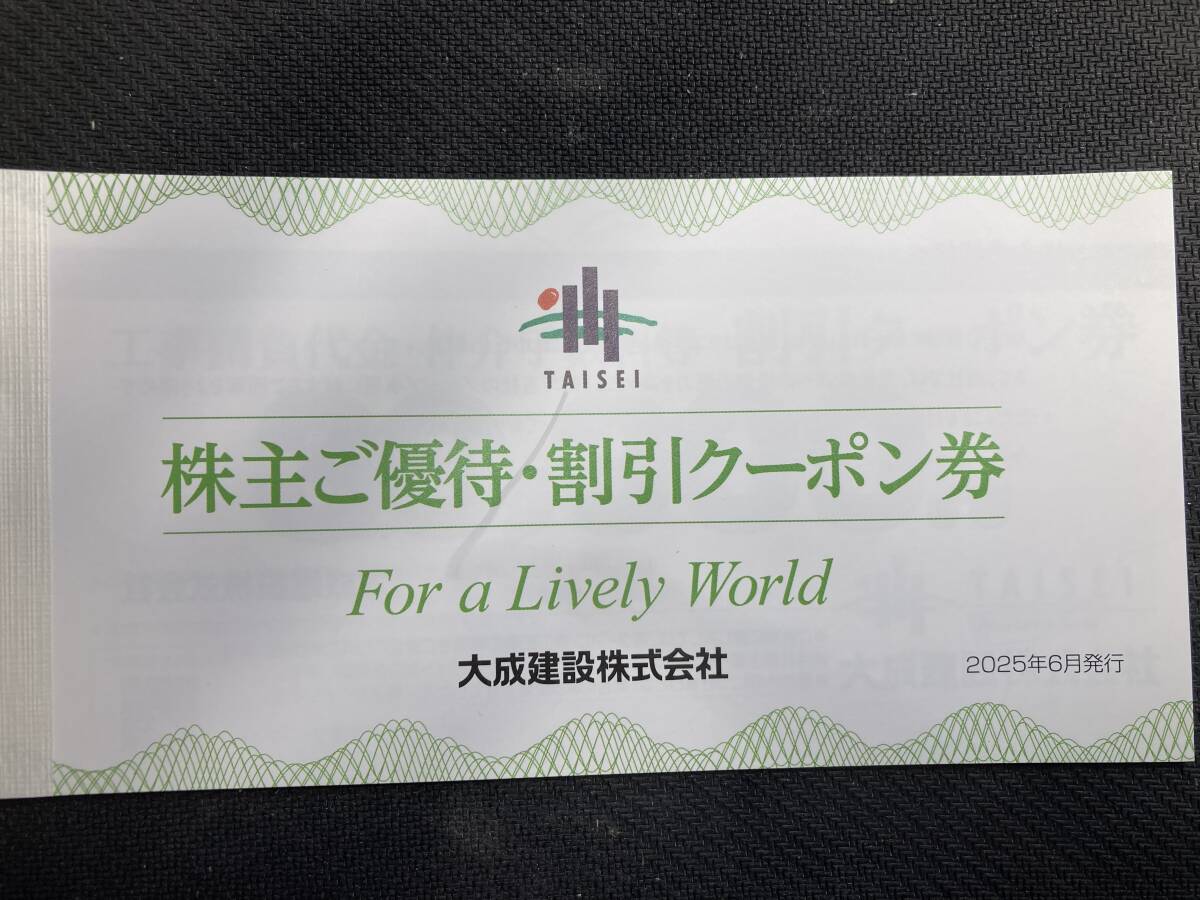 TAISEI
株主ご優待・割引クーポン券
For a Lively World
大成建設株式会社
2025年6月発行